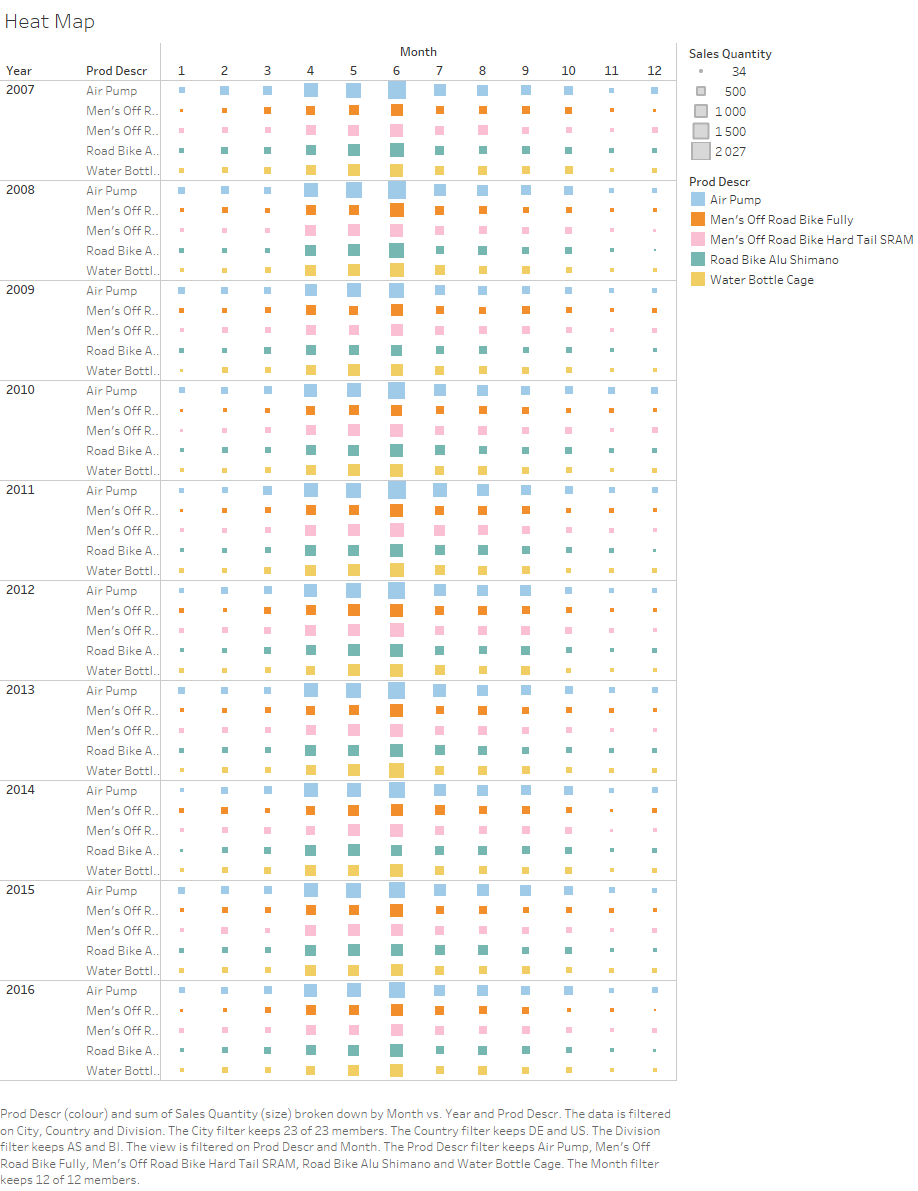 Heat Map
Month
Year Prod Descr 1 2 3 4 5 6 7 8 9 10 11 12
2007 Air Pump
Men's Off R..
Men's Off R..
Road Bike A..
Water Bottl..
2008 Air Pump
Men's Off R..
Men's Off R..
Road Bike A..
Water Bottl..
2009 Air Pump
Men's Off R..
Men's Off R..
Road Bike A..
Water Bottl..
2010 Air Pump
Men's Off R..
Men's Off R..
Road Bike A..
Water Bottl..
2011 Air Pump
Men's Off R..
Men's Off R..
Road Bike A..
Water Bottl..
2012 Air Pump
Men's Off R..
Men's Off R..
Road Bike A..
Water Bottl..
2013 Air Pump
Men's Off R..
Men's Off R..
Road Bike A..
Water Bottl..
2014 Air Pump
Men's Off R..
Men's Off R..
Road Bike A..
Water Bottl..
2015 Air Pump
Men's Off R..
Men's Off R..
Road Bike A..
Water Bottl..
2016 Air Pump
Men's Off R..
Men's Off R..
Road Bike A..
Water Bottl..
Sales Quantity
34
500
1 000
1 500
2 027
Prod Descr
Air Pump
Men's Off Road Bike Fully
Men's Off Road Bike Hard Tail SRAM
Road Bike Alu Shimano
Water Bottle Cage
Prod Descr (colour) and sum of Sales Quantity (size) broken down by Month vs. Year and Prod Descr. The data is filtered
on City, Country and Division. The City filter keeps 23 of 23 members. The Country filter keeps DE and US. The Division
filter keeps AS and BI. The view is filtered on Prod Descr and Month. The Prod Descr filter keeps Air Pump, Men's Off
Road Bike Fully, Men's Off Road Bike Hard Tail SRAM, Road Bike Alu Shimano and Water Bottle Cage. The Month filter
keeps 12 of 12 members.